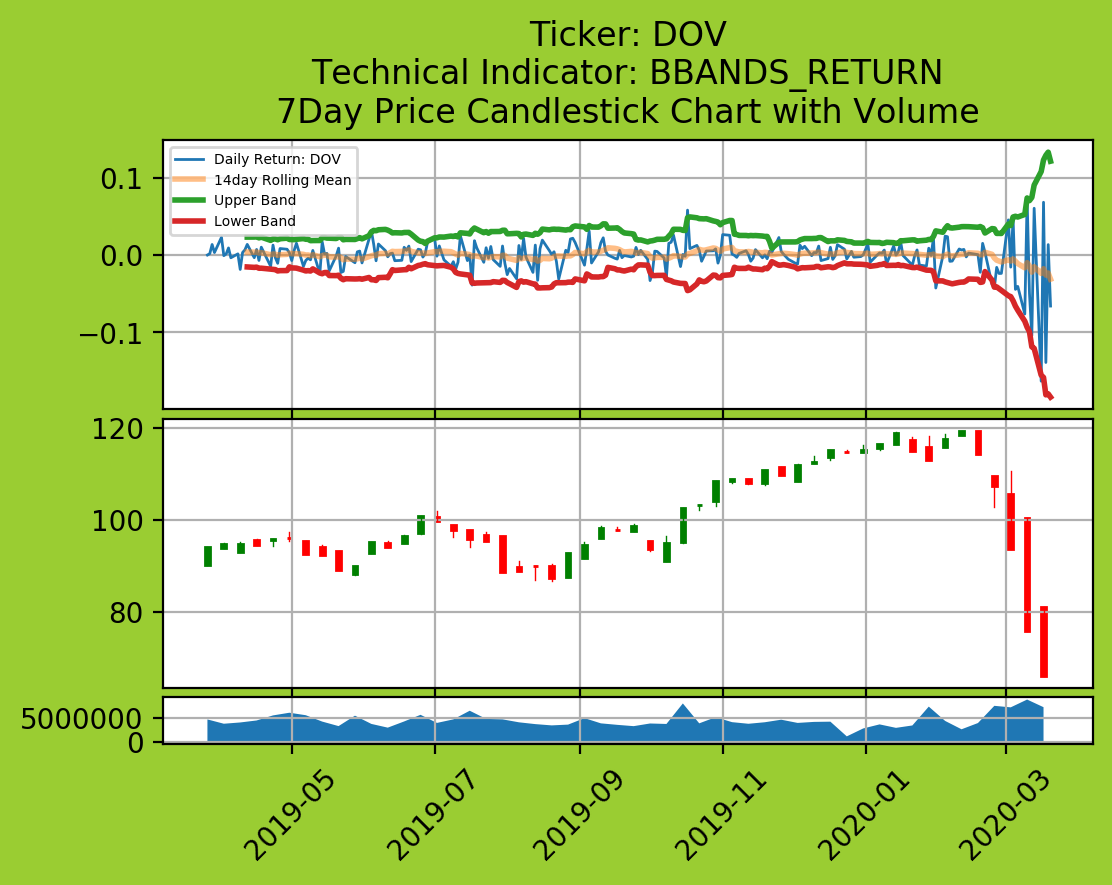 Ticker: DOV
Technical Indicator: BBANDS_RETURN
7Day Price Candlestick Chart with Volume
Daily Return: DOV
14day Rolling Mean
Upper Band
Lower Band
0.1
0.0
−0.1
120
100
80
5000000
0
2019-05
2019-07
2019-09
2019-11
2020-01
2020-03